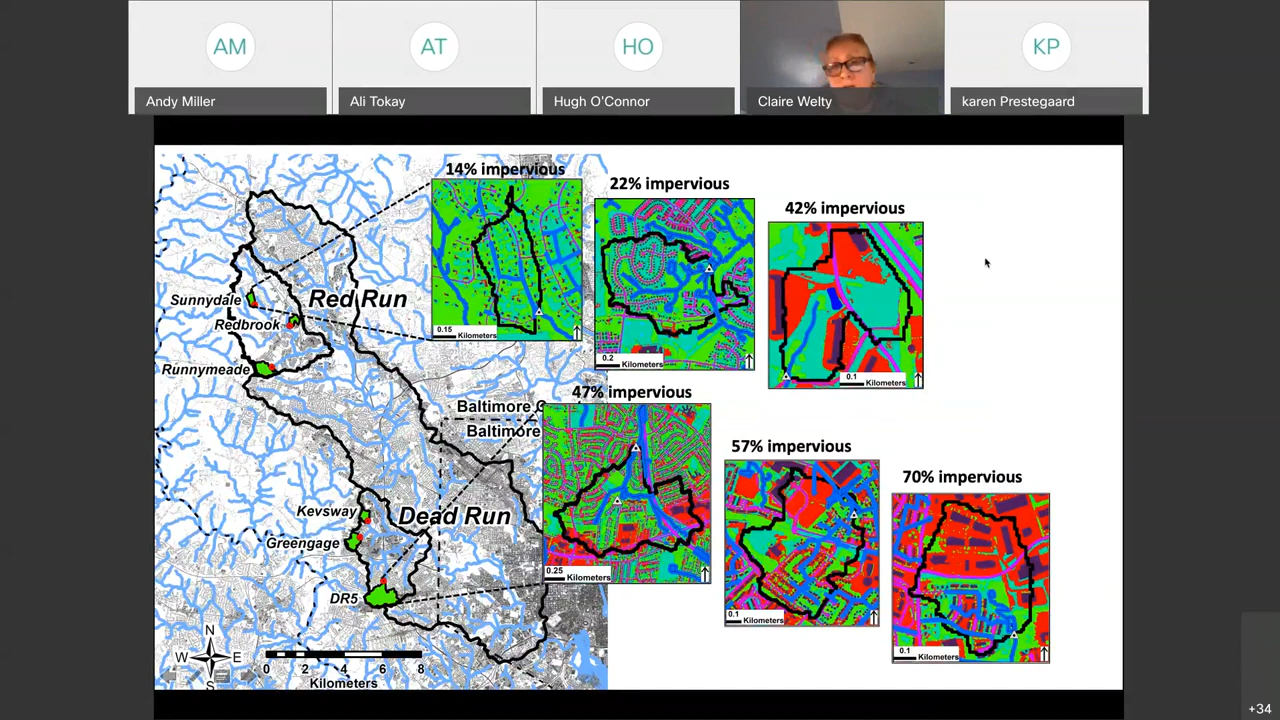 AM
AT
HO
KP
Andy Miller
Ali Tokay
Hugh O'Connor
Claire Welty
karen Prestegaard
14% impervious
22% impervious
42% impervious
Sunnydale
Red Run
Redbrook
Runnymeade
0.15
Kilometers
0.2
Kilometers
0.1
Kilometers
47% impervious
Baltimore
Baltimore
57% impervious
70% impervious
Kevsway
Dead Run
Greengage
DR5
0.25
Kilometers
0.1
Kilometers
0.1
Kilometers
N
W E
S
0 2 4 6 8
Kilometers
+34